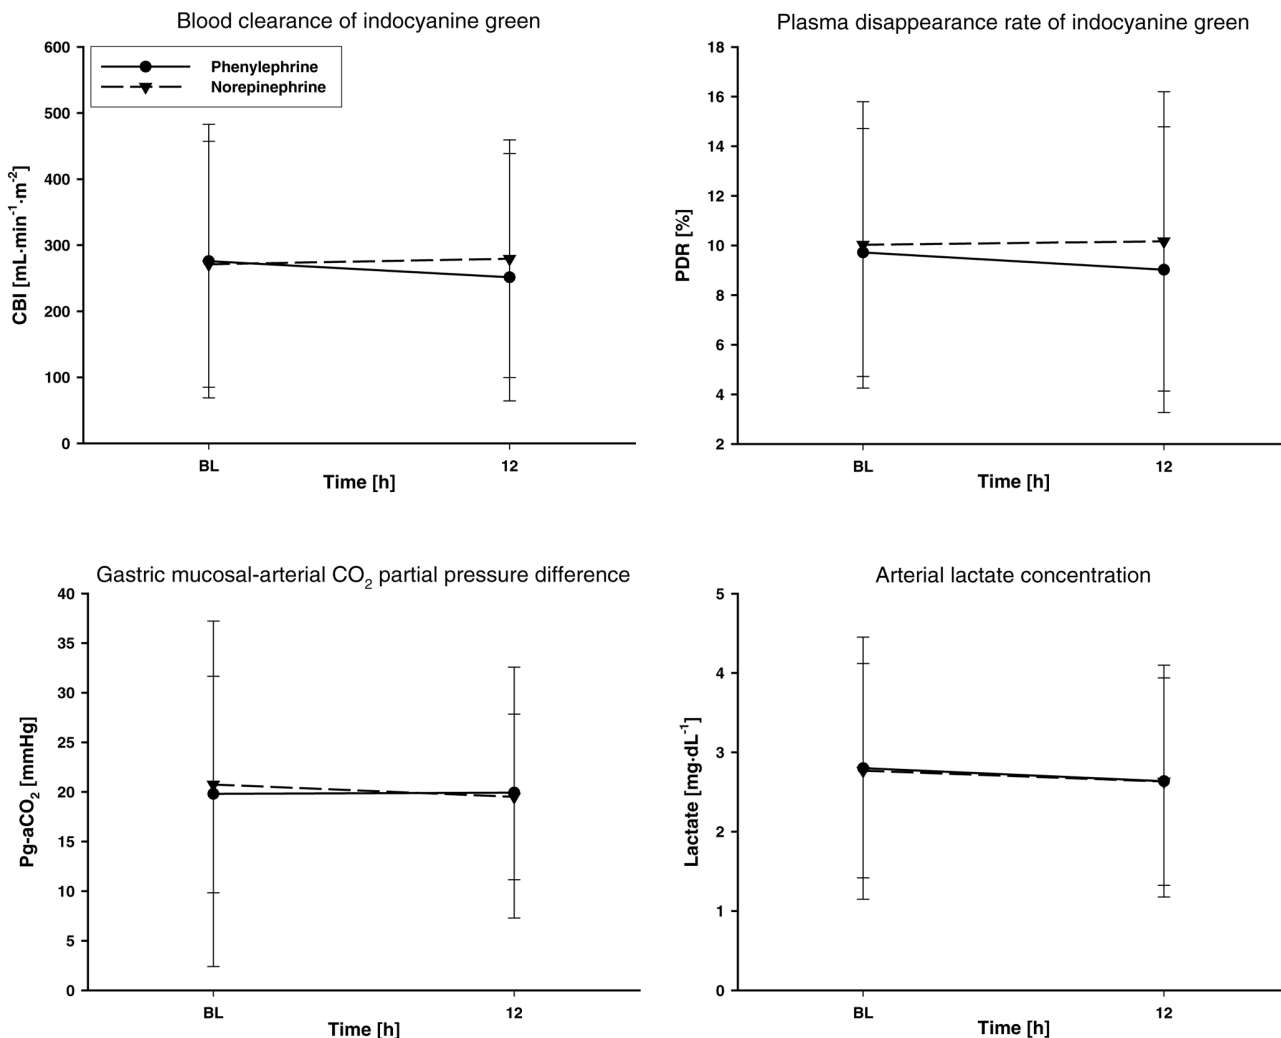 Blood clearance of indocyanine green
600
500
400
300
200
100
0
CBI [mL·min⁻¹·m⁻²]
Phenylephrine
Norepinephrine
BL
12
Time [h]
Plasma disappearance rate of indocyanine green
18
16
14
12
10
8
6
4
2
PDR [%]
BL
12
Time [h]
Gastric mucosal-arterial CO₂ partial pressure difference
40
35
30
25
20
15
10
5
0
Pg-aCO₂ [mmHg]
BL
12
Time [h]
Arterial lactate concentration
5
4
3
2
1
0
Lactate [mg·dL⁻¹]
BL
12
Time [h]